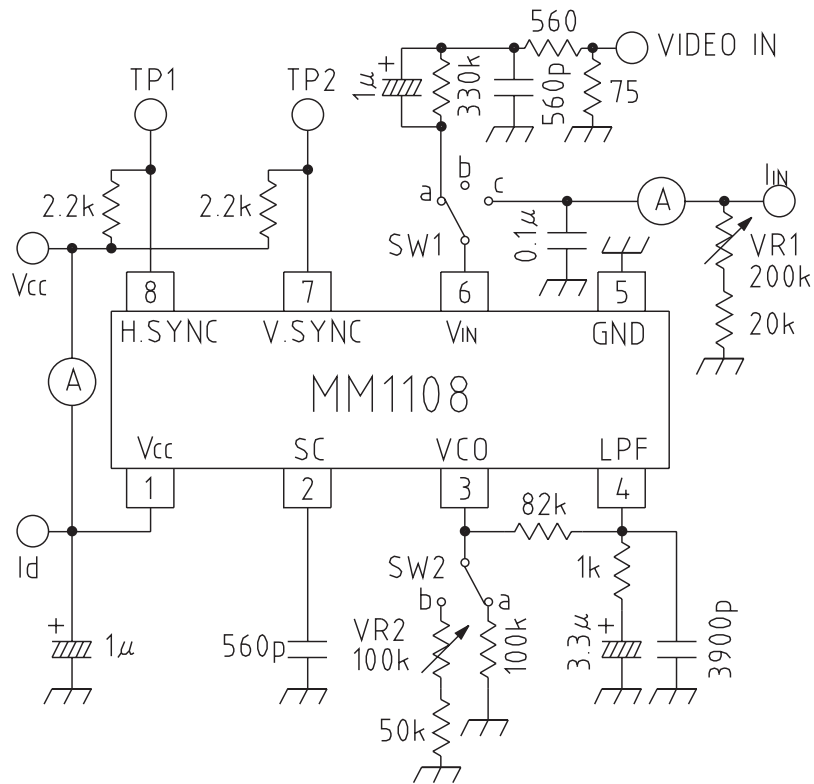 560
VIDEO IN
TP1
TP2
1μ
+
330k
560p
75
2.2k
2.2k
a
b
c
A
IIN
Vcc
SW1
0.1μ
VR1
200k
20k
8
7
6
5
H.SYNC
V.SYNC
VIN
GND
A
MM1108
Vcc
SC
VCO
LPF
1
2
3
4
82k
Id
SW2
b
a
1k
+
1μ
560p
VR2
100k
100k
3.3μ
+
3900p
50k